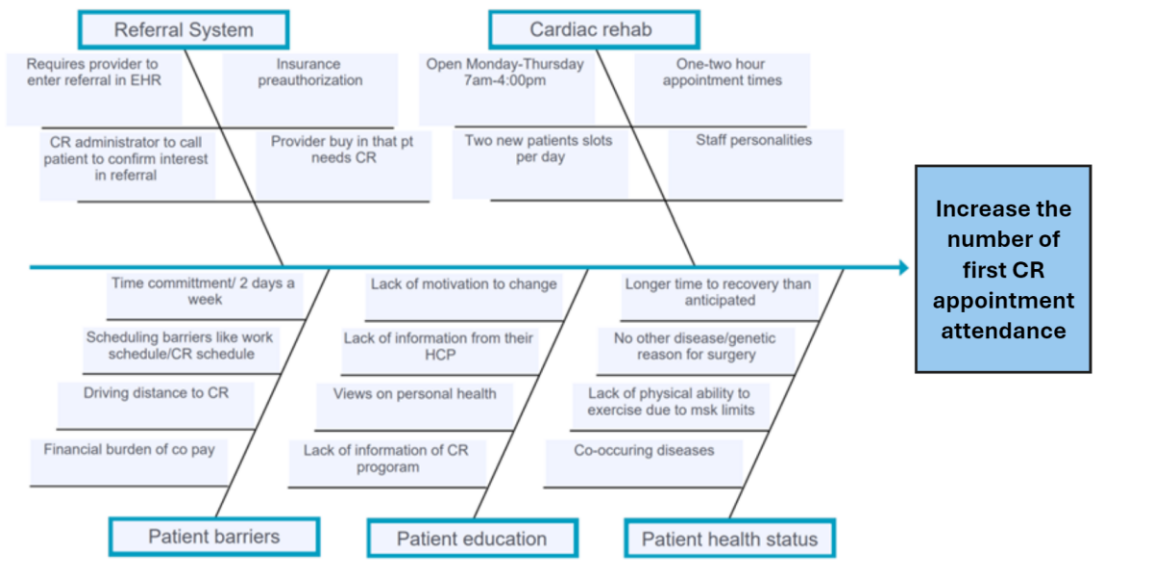 Referral System
Cardiac rehab
Requires provider to
enter referral in EHR
Insurance
preauthorization
Open Monday-Thursday
7am-4:00pm
One-two hour
appointment times
CR administrator to call
patient to confirm interest
in referral
Provider buy in that pt
needs CR
Two new patients slots
per day
Staff personalities
Increase the
number of
first CR
appointment
attendance
Time committment/ 2 days a
week
Scheduling barriers like work
schedule/CR schedule
Driving distance to CR
Financial burden of co pay
Lack of motivation to change
Lack of information from their
HCP
Views on personal health
Lack of information of CR
progoram
Longer time to recovery than
anticipated
No other disease/genetic
reason for surgery
Lack of physical ability to
exercise due to msk limits
Co-occuring diseases
Patient barriers
Patient education
Patient health status